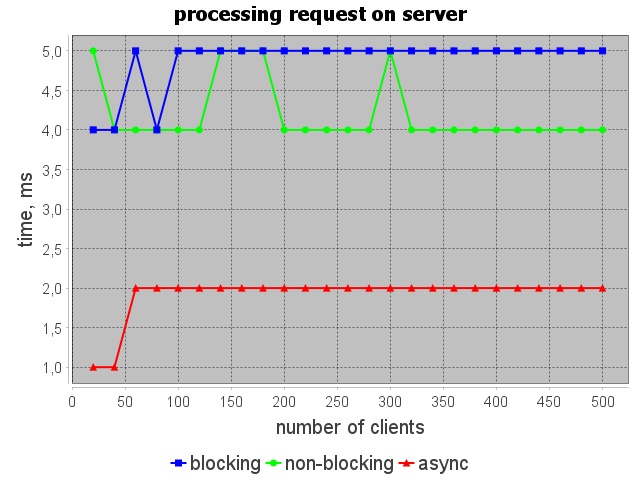 processing request on server
5,0
4,5
4,0
3,5
3,0
2,5
2,0
1,5
1,0
time, ms
0 50 100 150 200 250 300 350 400 450 500
number of clients
blocking non-blocking async